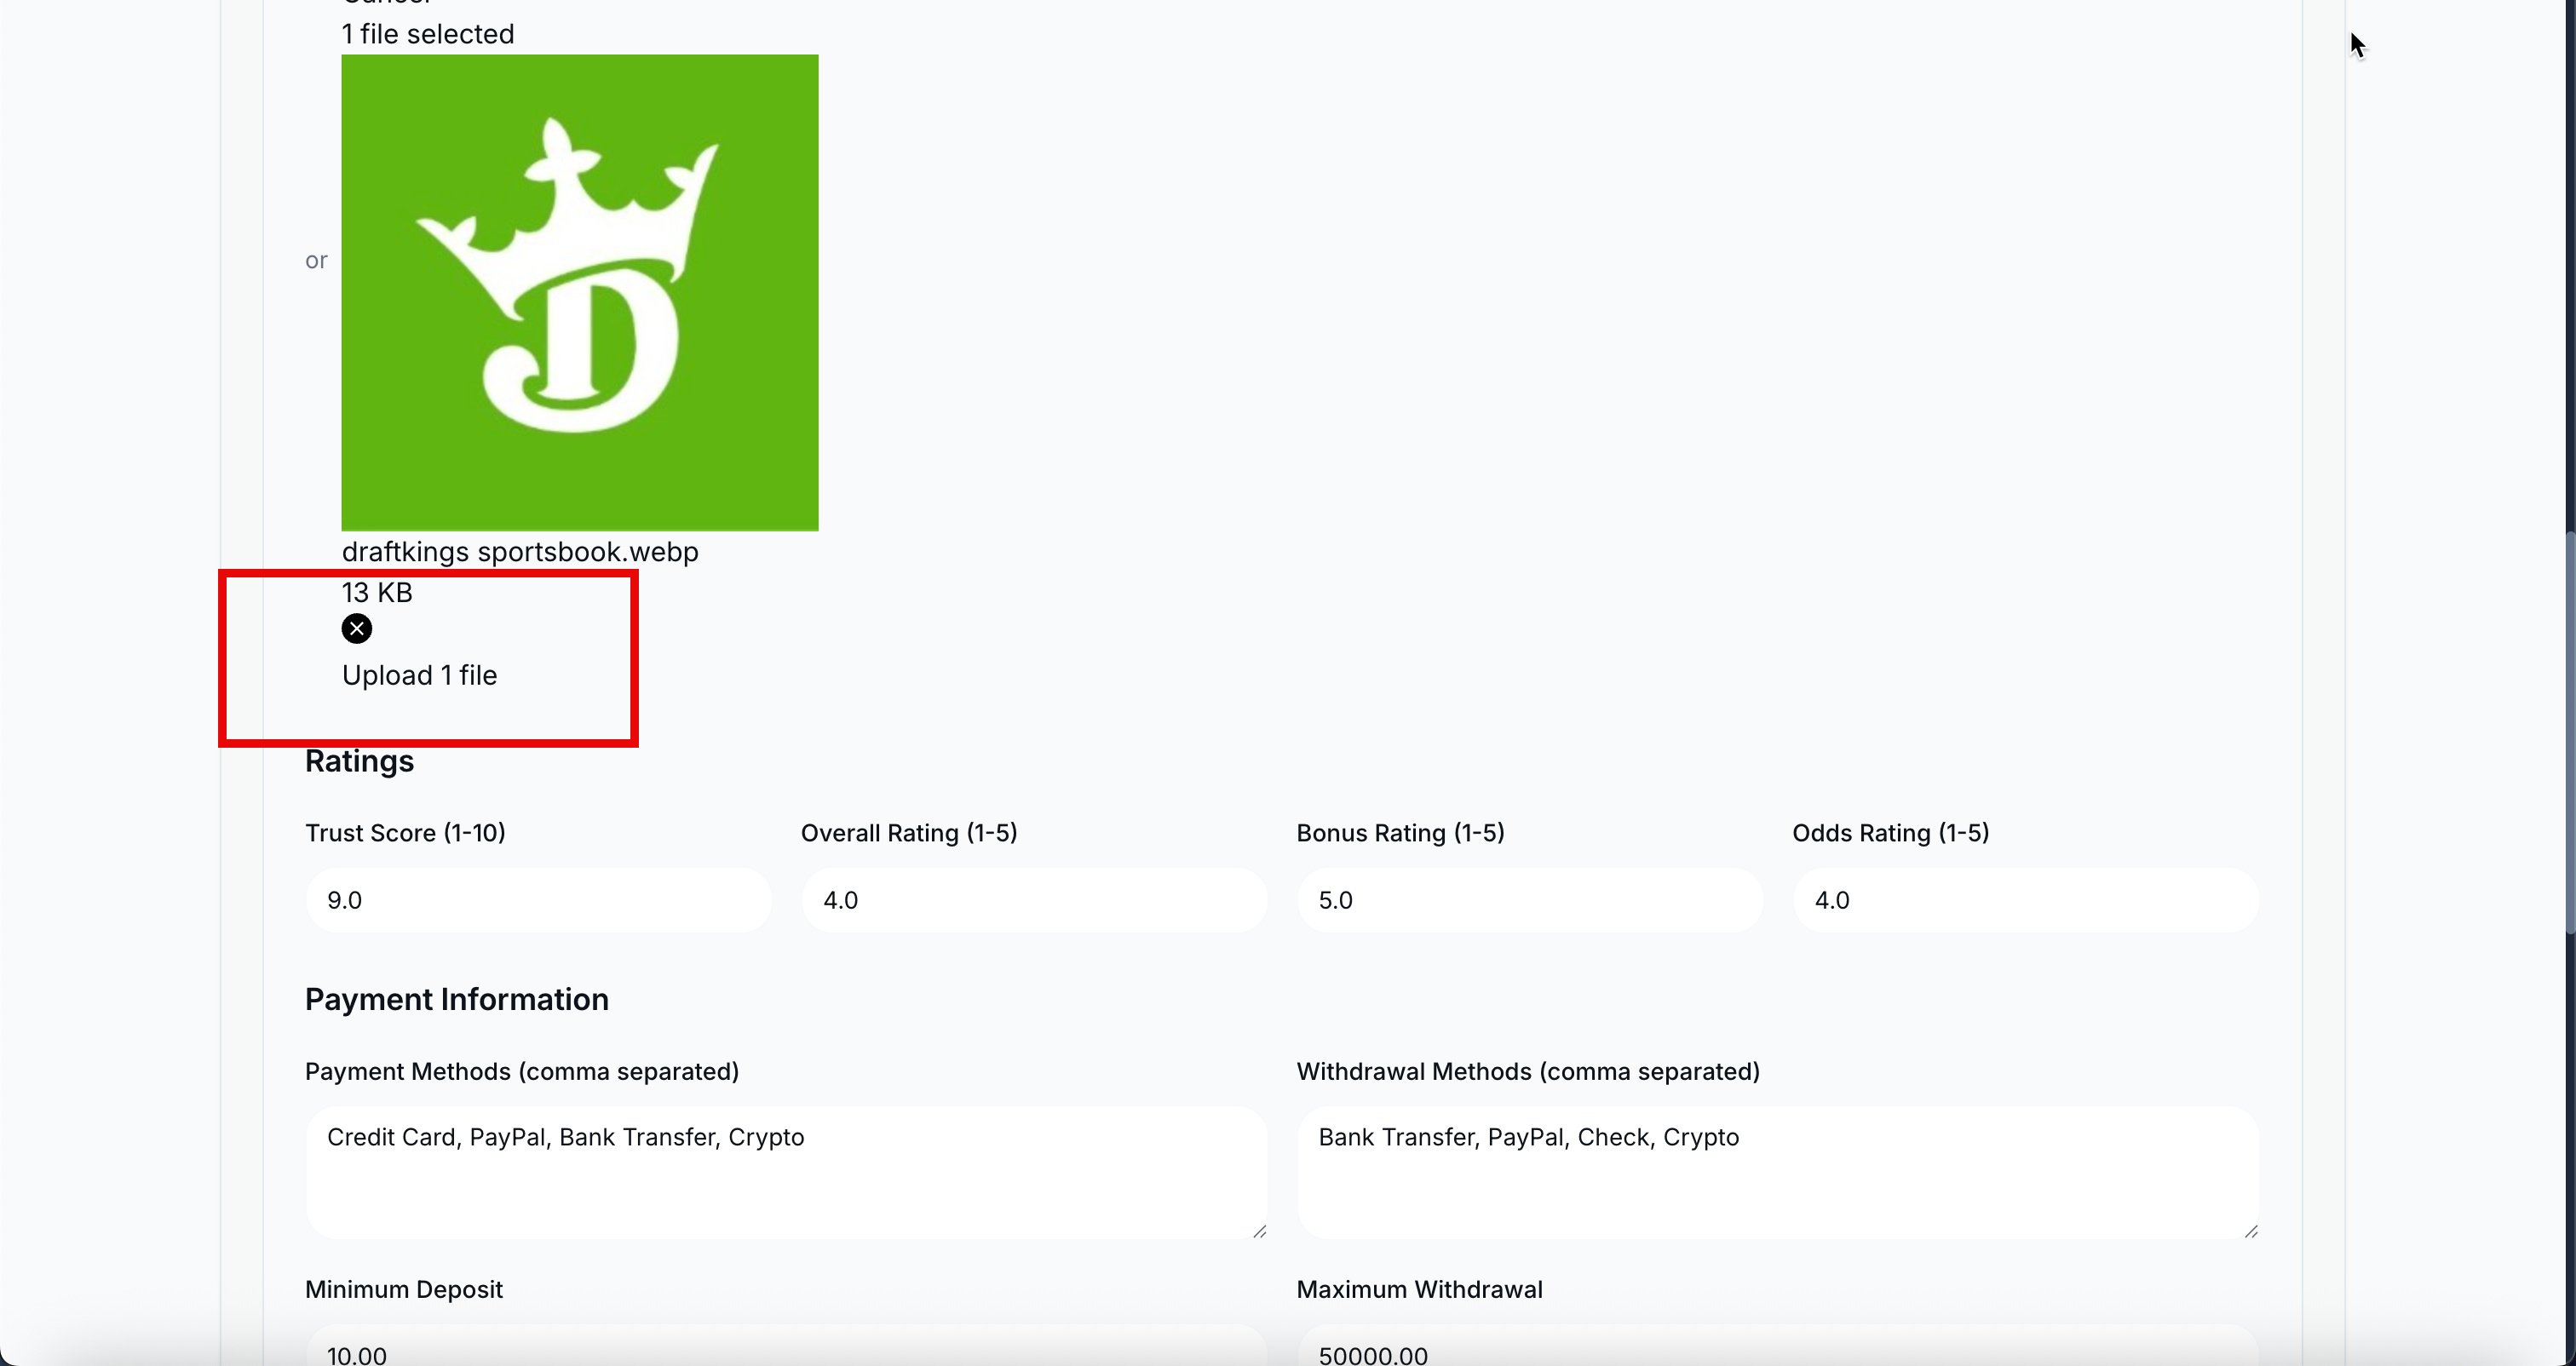 1 file selected
or
draftkings sportsbook.webp
13 KB
Upload 1 file
Ratings
Trust Score (1-10)
Overall Rating (1-5)
Bonus Rating (1-5)
Odds Rating (1-5)
9.0
4.0
5.0
4.0
Payment Information
Payment Methods (comma separated)
Withdrawal Methods (comma separated)
Credit Card, PayPal, Bank Transfer, Crypto
Bank Transfer, PayPal, Check, Crypto
Minimum Deposit
Maximum Withdrawal
10.00
50000.00